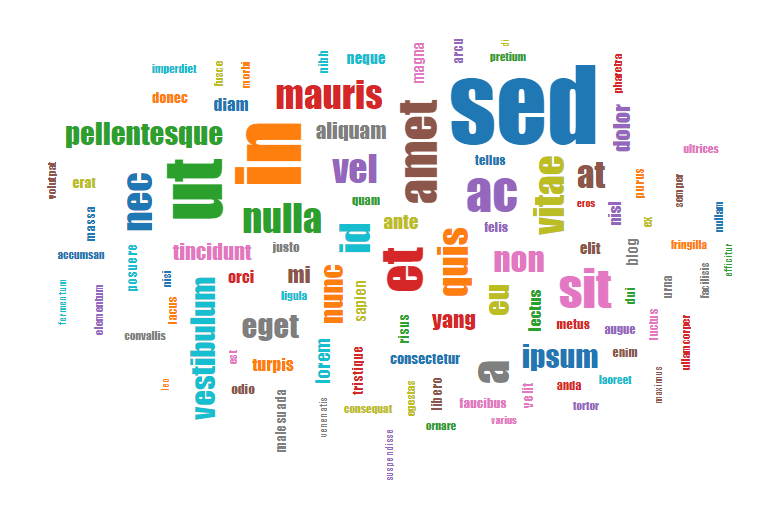 di
arcu
magna
pretium
nibh
neque
imperdiet
fusce
morbi
pharetra
sed
mauris
donec
diam
amet
dolor
pellentesque
aliquam
in
ultrices
tellus
vel
vitae
at
ut
volutpat
erat
nec
ac
quam
eros
nisl
purus
semper
massa
nulla
id
ante
felis
ex
nullam
accumsan
posuere
tincidunt
justo
et
quis
non
elit
blog
fringilla
efficitur
nisi
orci
mi
nunc
sapien
eu
sit
urna
facilisis
fermentum
elementum
lacus
vestibulum
ligula
lectus
dui
convallis
eget
risus
yang
metus
augue
luctus
ullamcorper
est
turpis
lorem
tristique
consectetur
a
ipsum
enim
leo
odio
malesuada
venenatis
consequat
egestas
libero
faucibus
velit
anda
laoreet
maximus
tortor
ornare
varius
suspendisse